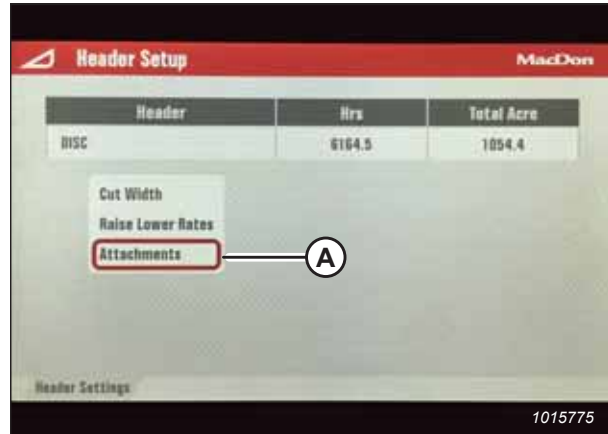 Header Setup MacDon
Header Hrs Total Acre
DISC 6164.5 1054.4
Cut Width
Raise Lower Rates
Attachments
A
Header Settings
1015775